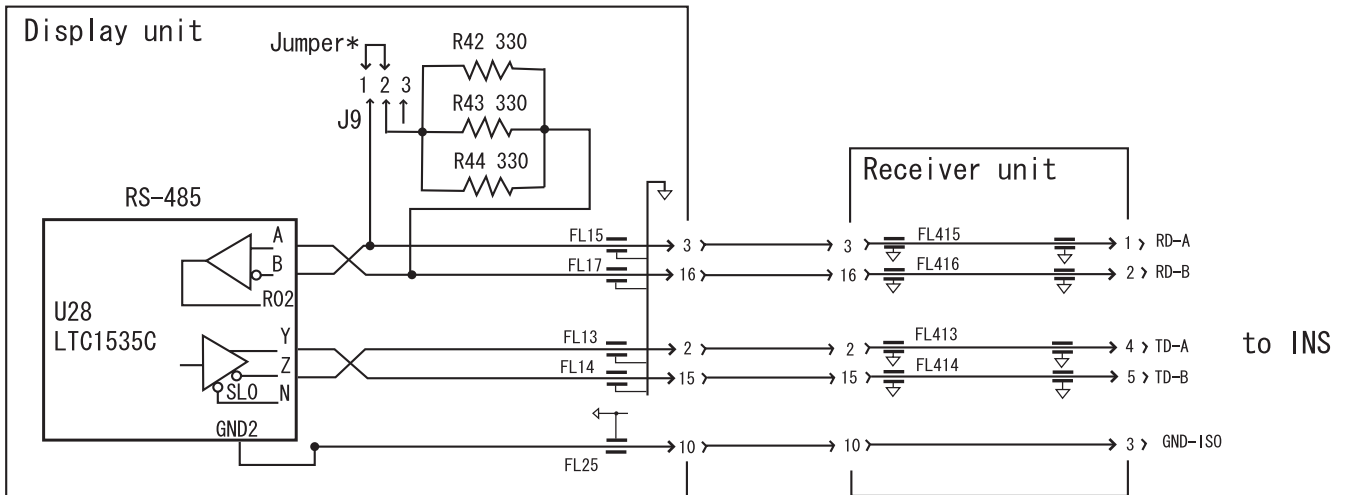 Display unit
Jumper*
R42 330
1 2 3
R43 330
J9
R44 330
Receiver unit
RS-485
A
FL15
3
3
FL415
1
RD-A
B
FL17
16
16
FL416
2
RD-B
RO2
U28
LTC1535C
Y
FL13
2
2
FL413
4
TD-A
to INS
Z
FL14
15
15
FL414
5
TD-B
SLO
N
GND2
10
10
3
GND-ISO
FL25